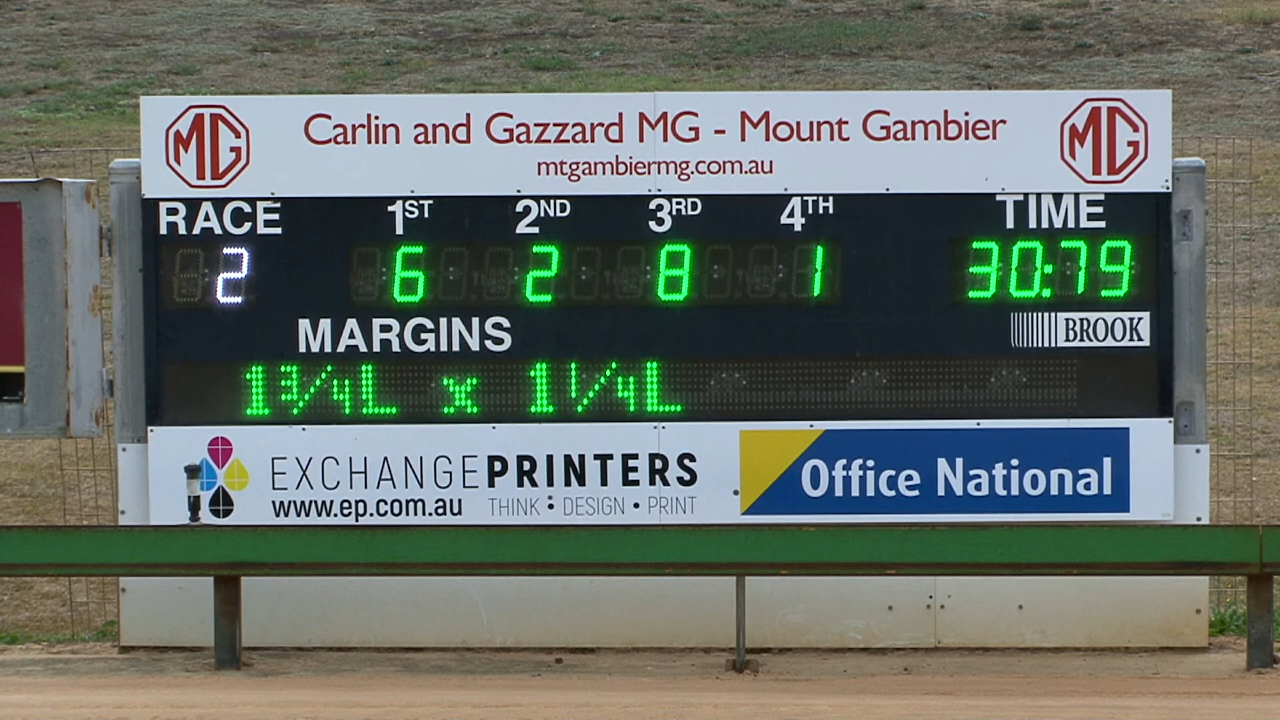 MG Carlin and Gazzard MG - Mount Gambier MG
mtgambiermg.com.au
RACE 1ST 2ND 3RD 4TH TIME
2 6 2 8 1 30:79
MARGINS BROOK
1¾L x 1¼L
EXCHANGEPRINTERS Office National
www.ep.com.au THINK : DESIGN • PRINT